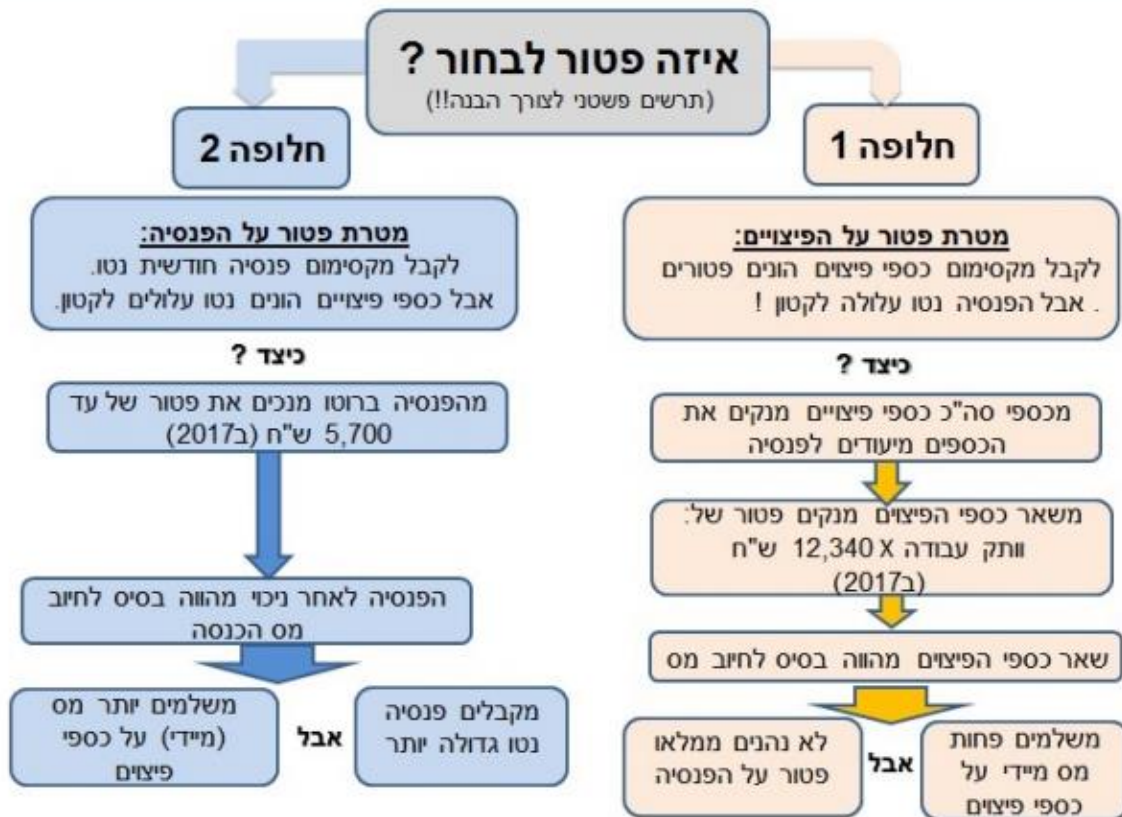 איזה פטור לבחור ?
(תרשים פשטני לצורך הבנה!!)
חלופה 1
מטרת פטור על הפיצויים:
לקבל מקסימום כספי פיצוים הונים פטורים
. אבל הפנסיה נטו עלולה לקטון !
כיצד ?
מכספי סה"כ כספי פיצויים מנקים את
הכספים מיעודים לפנסיה
משאר כספי הפיצוים מנקים פטור של:
וותק עבודה X 12,340 ש"ח
(ב2017)
שאר כספי הפיצוים מהווה בסיס לחיוב מס
משלמים פחות
מס מיידי על
כספי פיצוים
אבל
לא נהנים ממלאו
פטור על הפנסיה
חלופה 2
מטרת פטור על הפנסיה:
לקבל מקסימום פנסיה חודשית נטו.
אבל כספי פיצויים הונים נטו עלולים לקטון.
כיצד ?
מהפנסיה ברוטו מנכים את פטור של עד
5,700 ש"ח (ב2017)
הפנסיה לאחר ניכוי מהווה בסיס לחיוב
מס הכנסה
מקבלים פנסיה
נטו גדולה יותר
אבל
משלמים יותר מס
(מיידי) על כספי
פיצוים